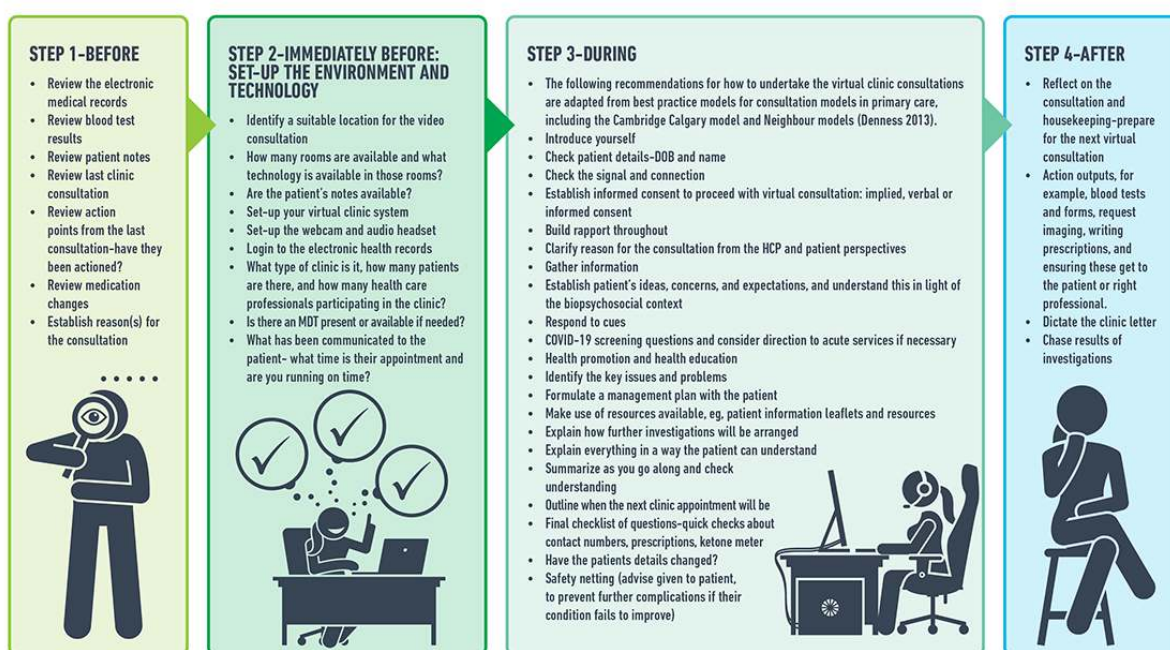 STEP 1-BEFORE
• Review the electronic
medical records
• Review blood test
results
• Review patient notes
• Review last clinic
consultation
• Review action
points from the last
consultation-have they
been actioned?
• Review medication
changes
• Establish reason(s) for
the consultation
STEP 2-IMMEDIATELY BEFORE:
SET-UP THE ENVIRONMENT AND
TECHNOLOGY
• Identify a suitable location for the video
consultation
• How many rooms are available and what
technology is available in those rooms?
• Are the patient's notes available?
• Set-up your virtual clinic system
• Set-up the webcam and audio headset
• Login to the electronic health records
• What type of clinic is it, how many patients
are there, and how many health care
professionals participating in the clinic?
• Is there an MDT present or available if needed?
• What has been communicated to the
patient- what time is their appointment and
are you running on time?
STEP 3-DURING
• The following recommendations for how to undertake the virtual clinic consultations
are adapted from best practice models for consultation models in primary care,
including the Cambridge Calgary model and Neighbour models (Denness 2013).
• Introduce yourself
• Check patient details-DOB and name
• Check the signal and connection
• Establish informed consent to proceed with virtual consultation: implied, verbal or
informed consent
• Build rapport throughout
• Clarify reason for the consultation from the HCP and patient perspectives
• Gather information
• Establish patient's ideas, concerns, and expectations, and understand this in light of
the biopsychosocial context
• Respond to cues
• COVID-19 screening questions and consider direction to acute services if necessary
• Health promotion and health education
• Identify the key issues and problems
• Formulate a management plan with the patient
• Make use of resources available, eg, patient information leaflets and resources
• Explain how further investigations will be arranged
• Explain everything in a way the patient can understand
• Summarize as you go along and check
understanding
• Outline when the next clinic appointment will be
• Final checklist of questions-quick checks about
contact numbers, prescriptions, ketone meter
• Have the patients details changed?
• Safety netting (advise given to patient,
to prevent further complications if their
condition fails to improve)
STEP 4-AFTER
• Reflect on the
consultation and
housekeeping-prepare
for the next virtual
consultation
• Action outputs, for
example, blood tests
and forms, request
imaging, writing
prescriptions, and
ensuring these get to
the patient or right
professional.
• Dictate the clinic letter
• Chase results of
investigations